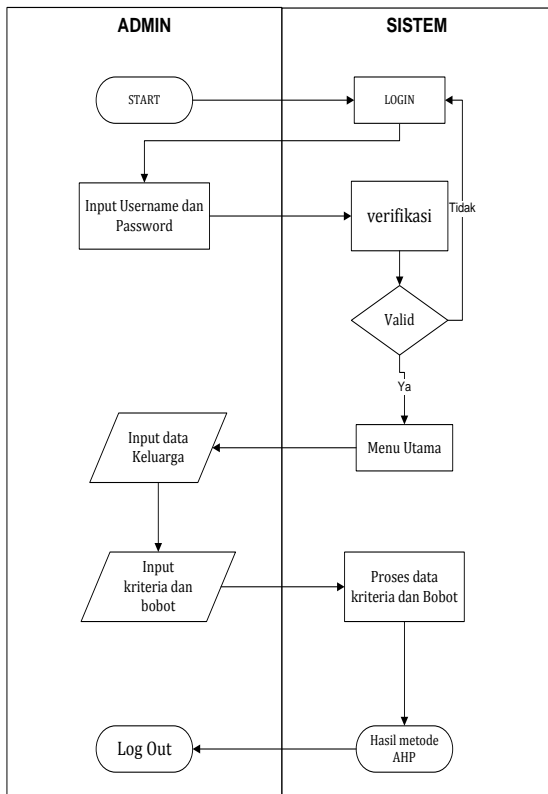 ADMIN
SISTEM
START
LOGIN
Input Username dan
Password
verifikasi
Tidak
Valid
Ya
Input data
Keluarga
Menu Utama
Input
kriteria dan
bobot
Proses data
kriteria dan Bobot
Log Out
Hasil metode
AHP